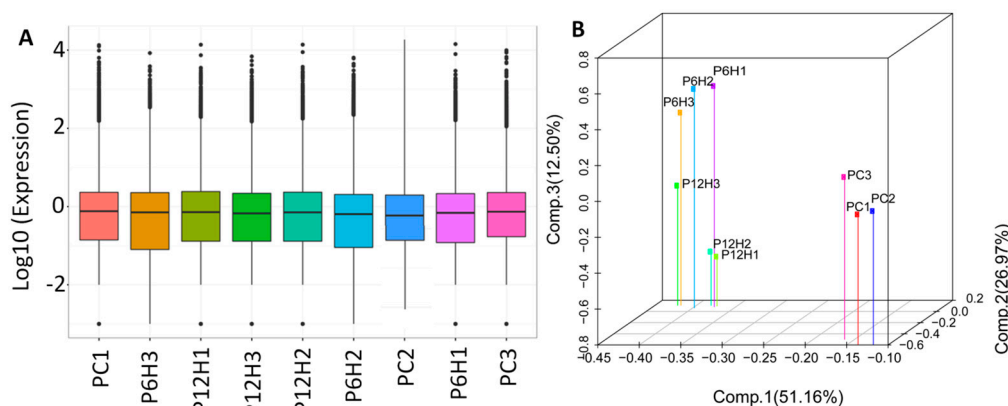 A
Log10 (Expression)
4
2
0
-2
PC1
P6H3
P12H1
P12H3
P12H2
P6H2
PC2
P6H1
PC3
B
Comp.3(12.50%)
0.8
0.6
0.4
0.2
0.0
−0.2
−0.4
−0.6
−0.8
P6H1
P6H2
P6H3
P12H3
P12H2
P12H1
PC3
PC1
PC2
−0.45
−0.35
−0.30
−0.25
−0.20
−0.15
−0.10
Comp.1(51.16%)
0.2
0.0
−0.2
−0.4
−0.6
Comp.2(26.97%)